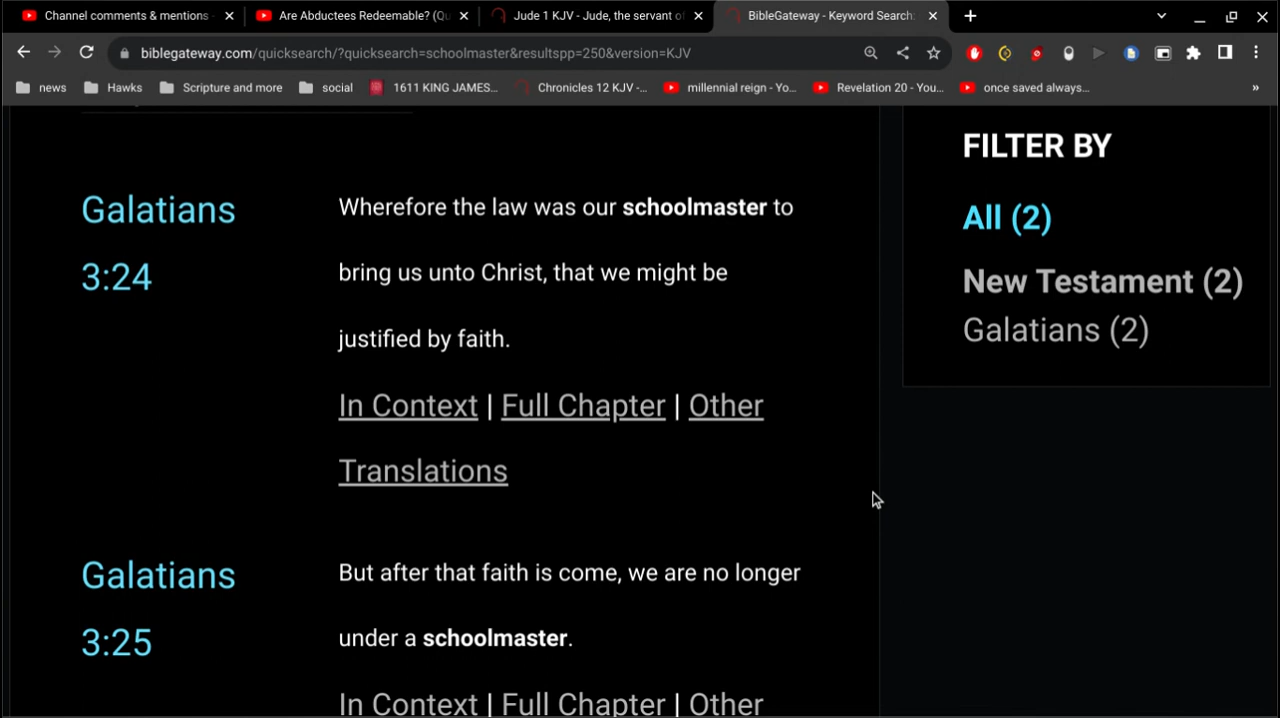 Channel comments & mentions -
Are Abductees Redeemable? (Qu
Jude 1 KJV - Jude, the servant of
BibleGateway - Keyword Search:
biblegateway.com/quicksearch/?quicksearch=schoolmaster&resultspp=250&version=KJV
news
Hawks
Scripture and more
social
1611 KING JAMES...
Chronicles 12 KJV -...
millennial reign - Yo...
Revelation 20 - You...
once saved always...
»
Galatians
3:24
Wherefore the law was our schoolmaster to
bring us unto Christ, that we might be
justified by faith.
In Context | Full Chapter | Other
Translations
Galatians
3:25
But after that faith is come, we are no longer
under a schoolmaster.
In Context | Full Chapter | Other
FILTER BY
All (2)
New Testament (2)
Galatians (2)